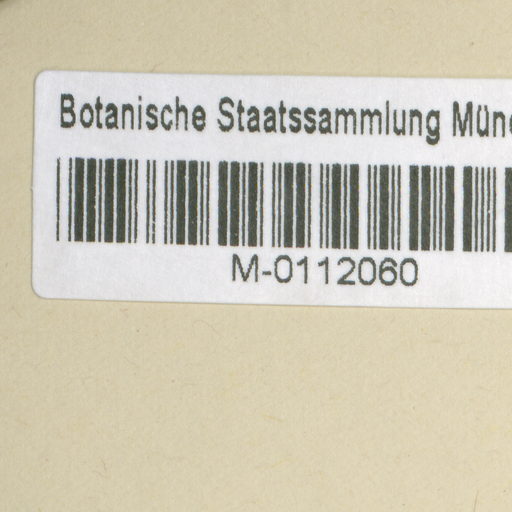 Botanische Staatssammlung Mün
M-0112060